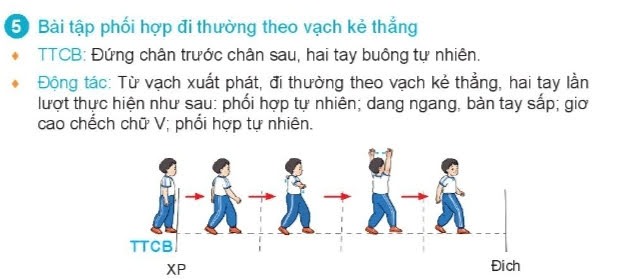 5 Bài tập phối hợp đi thường theo vạch kẻ thẳng
TTCB: Đứng chân trước chân sau, hai tay buông tự nhiên.
Động tác: Từ vạch xuất phát, đi thường theo vạch kẻ thẳng, hai tay lần
lượt thực hiện như sau: phối hợp tự nhiên; dang ngang, bàn tay sấp; giơ
cao chếch chữ V; phối hợp tự nhiên.
TTCB
XP
Đích